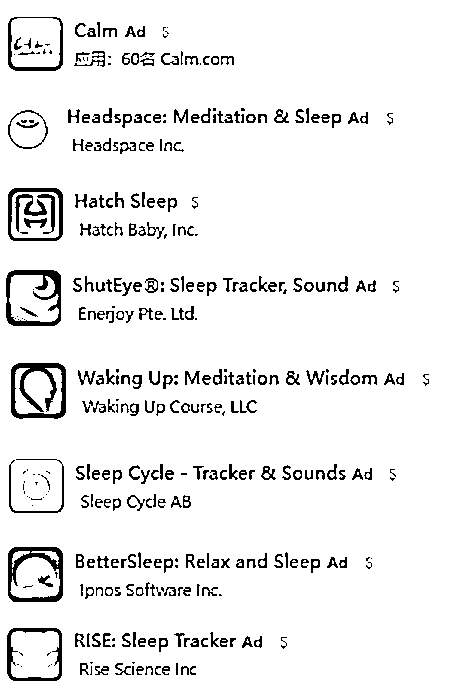 Calm Ad S
应用：60名 Calm.com
Headspace: Meditation & Sleep Ad S
Headspace Inc.
Hatch Sleep S
Hatch Baby, Inc.
ShutEye®: Sleep Tracker, Sound Ad S
Enerjoy Pte. Ltd.
Waking Up: Meditation & Wisdom Ad S
Waking Up Course, LLC
Sleep Cycle - Tracker & Sounds Ad S
Sleep Cycle AB
BetterSleep: Relax and Sleep Ad S
Ipnos Software Inc.
RISE: Sleep Tracker Ad S
Rise Science Inc